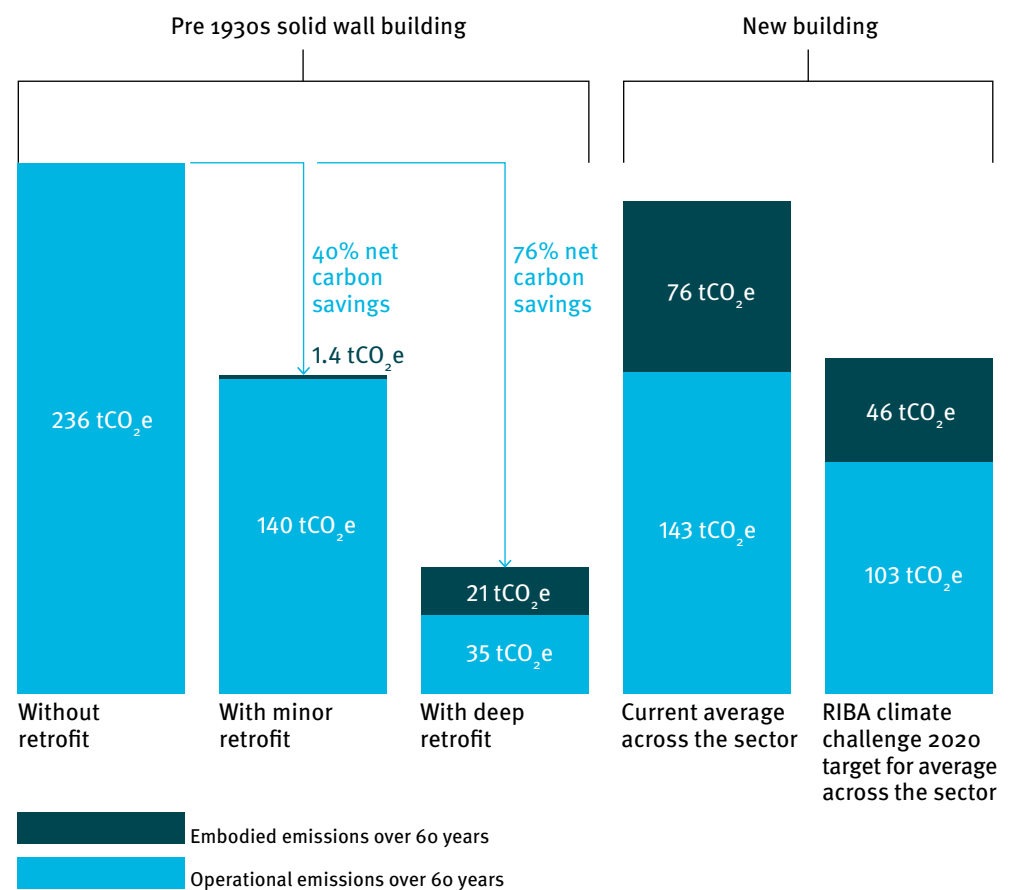 Pre 1930s solid wall building
New building
40% net
carbon
savings
76% net
carbon
savings
1.4 tCO₂e
236 tCO₂e
140 tCO₂e
21 tCO₂e
35 tCO₂e
76 tCO₂e
143 tCO₂e
46 tCO₂e
103 tCO₂e
Without
retrofit
With minor
retrofit
With deep
retrofit
Current average
across the sector
RIBA climate
challenge 2020
target for average
across the sector
Embodied emissions over 60 years
Operational emissions over 60 years